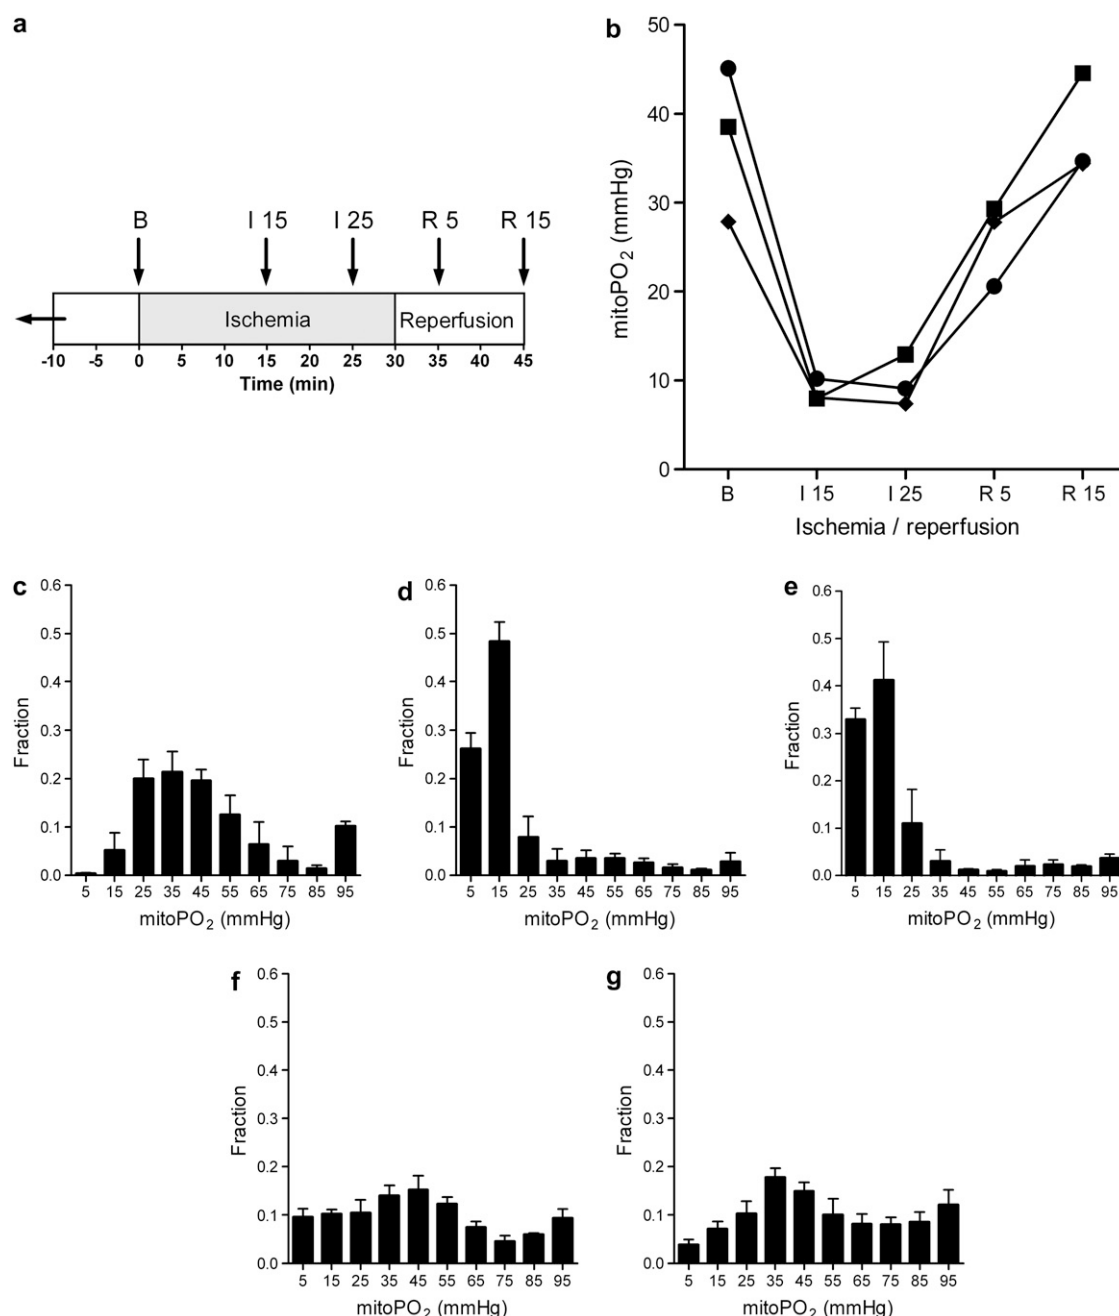 a
B I 15 I 25 R 5 R 15
Ischemia Reperfusion
-10 -5 0 5 10 15 20 25 30 35 40 45
Time (min)
b
mitoPO2 (mmHg)
50
40
30
20
10
0
B I 15 I 25 R 5 R 15
Ischemia / reperfusion
c
Fraction
0.6
0.5
0.4
0.3
0.2
0.1
0.0
5 15 25 35 45 55 65 75 85 95
mitoPO2 (mmHg)
d
Fraction
0.6
0.5
0.4
0.3
0.2
0.1
0.0
5 15 25 35 45 55 65 75 85 95
mitoPO2 (mmHg)
e
Fraction
0.6
0.5
0.4
0.3
0.2
0.1
0.0
5 15 25 35 45 55 65 75 85 95
mitoPO2 (mmHg)
f
Fraction
0.6
0.5
0.4
0.3
0.2
0.1
0.0
5 15 25 35 45 55 65 75 85 95
mitoPO2 (mmHg)
g
Fraction
0.6
0.5
0.4
0.3
0.2
0.1
0.0
5 15 25 35 45 55 65 75 85 95
mitoPO2 (mmHg)